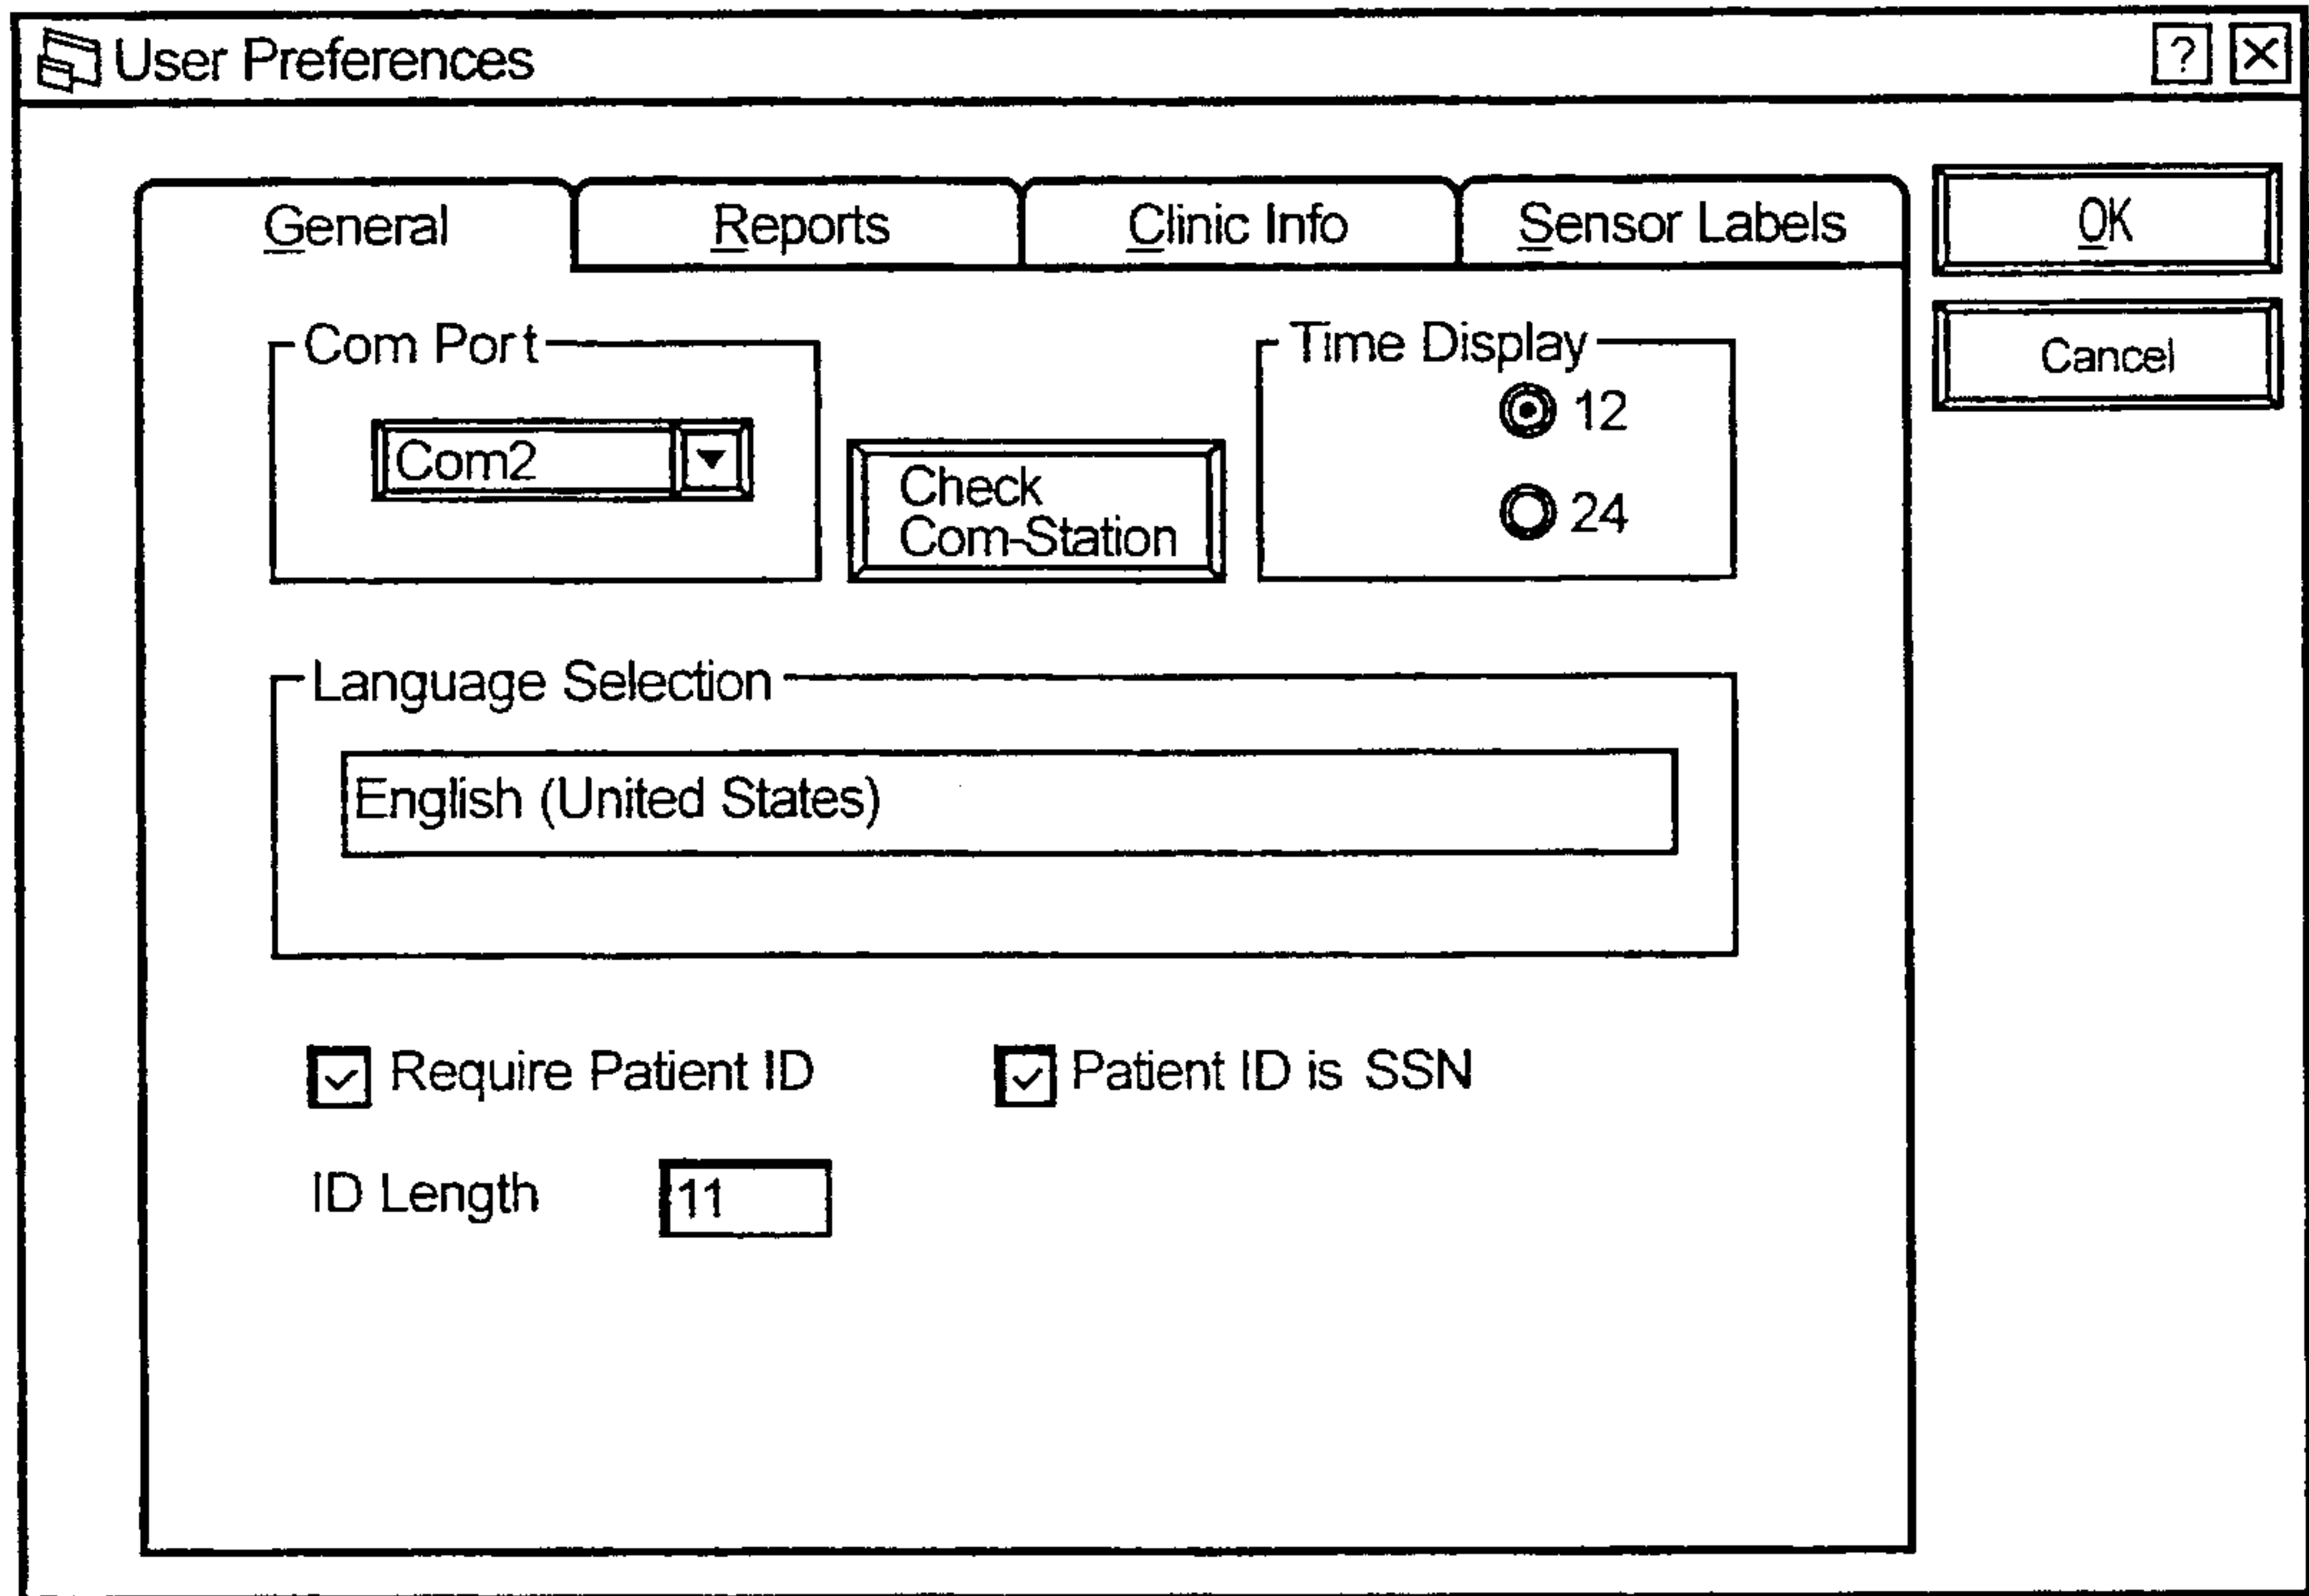 User Preferences
?
General
Reports
Clinic Info
Sensor Labels
OK
Cancel
Com Port
Com2
Check
Com-Station
Time Display
12
24
Language Selection
English (United States)
Require Patient ID
Patient ID is SSN
ID Length
11